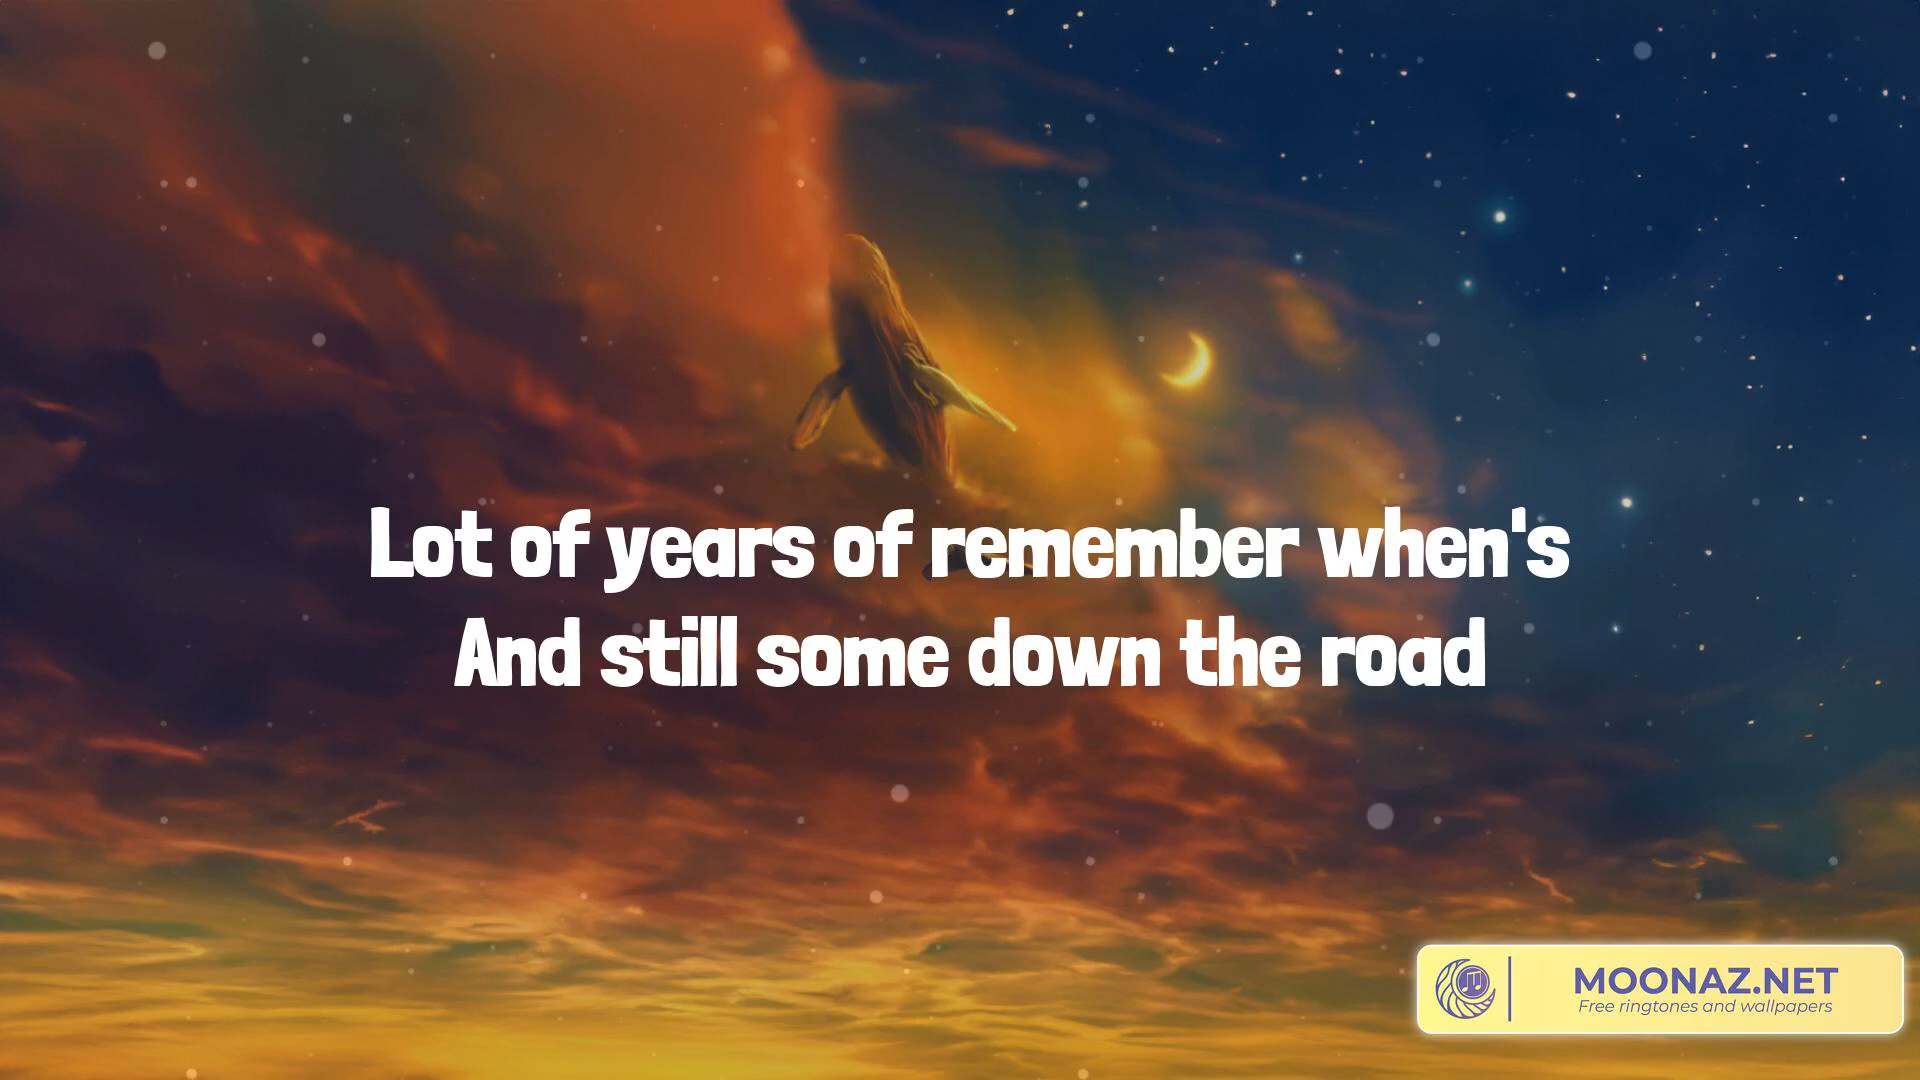 Lot of years of remember when's
And still some down the road
MOONAZ.NET
Free ringtones and wallpapers